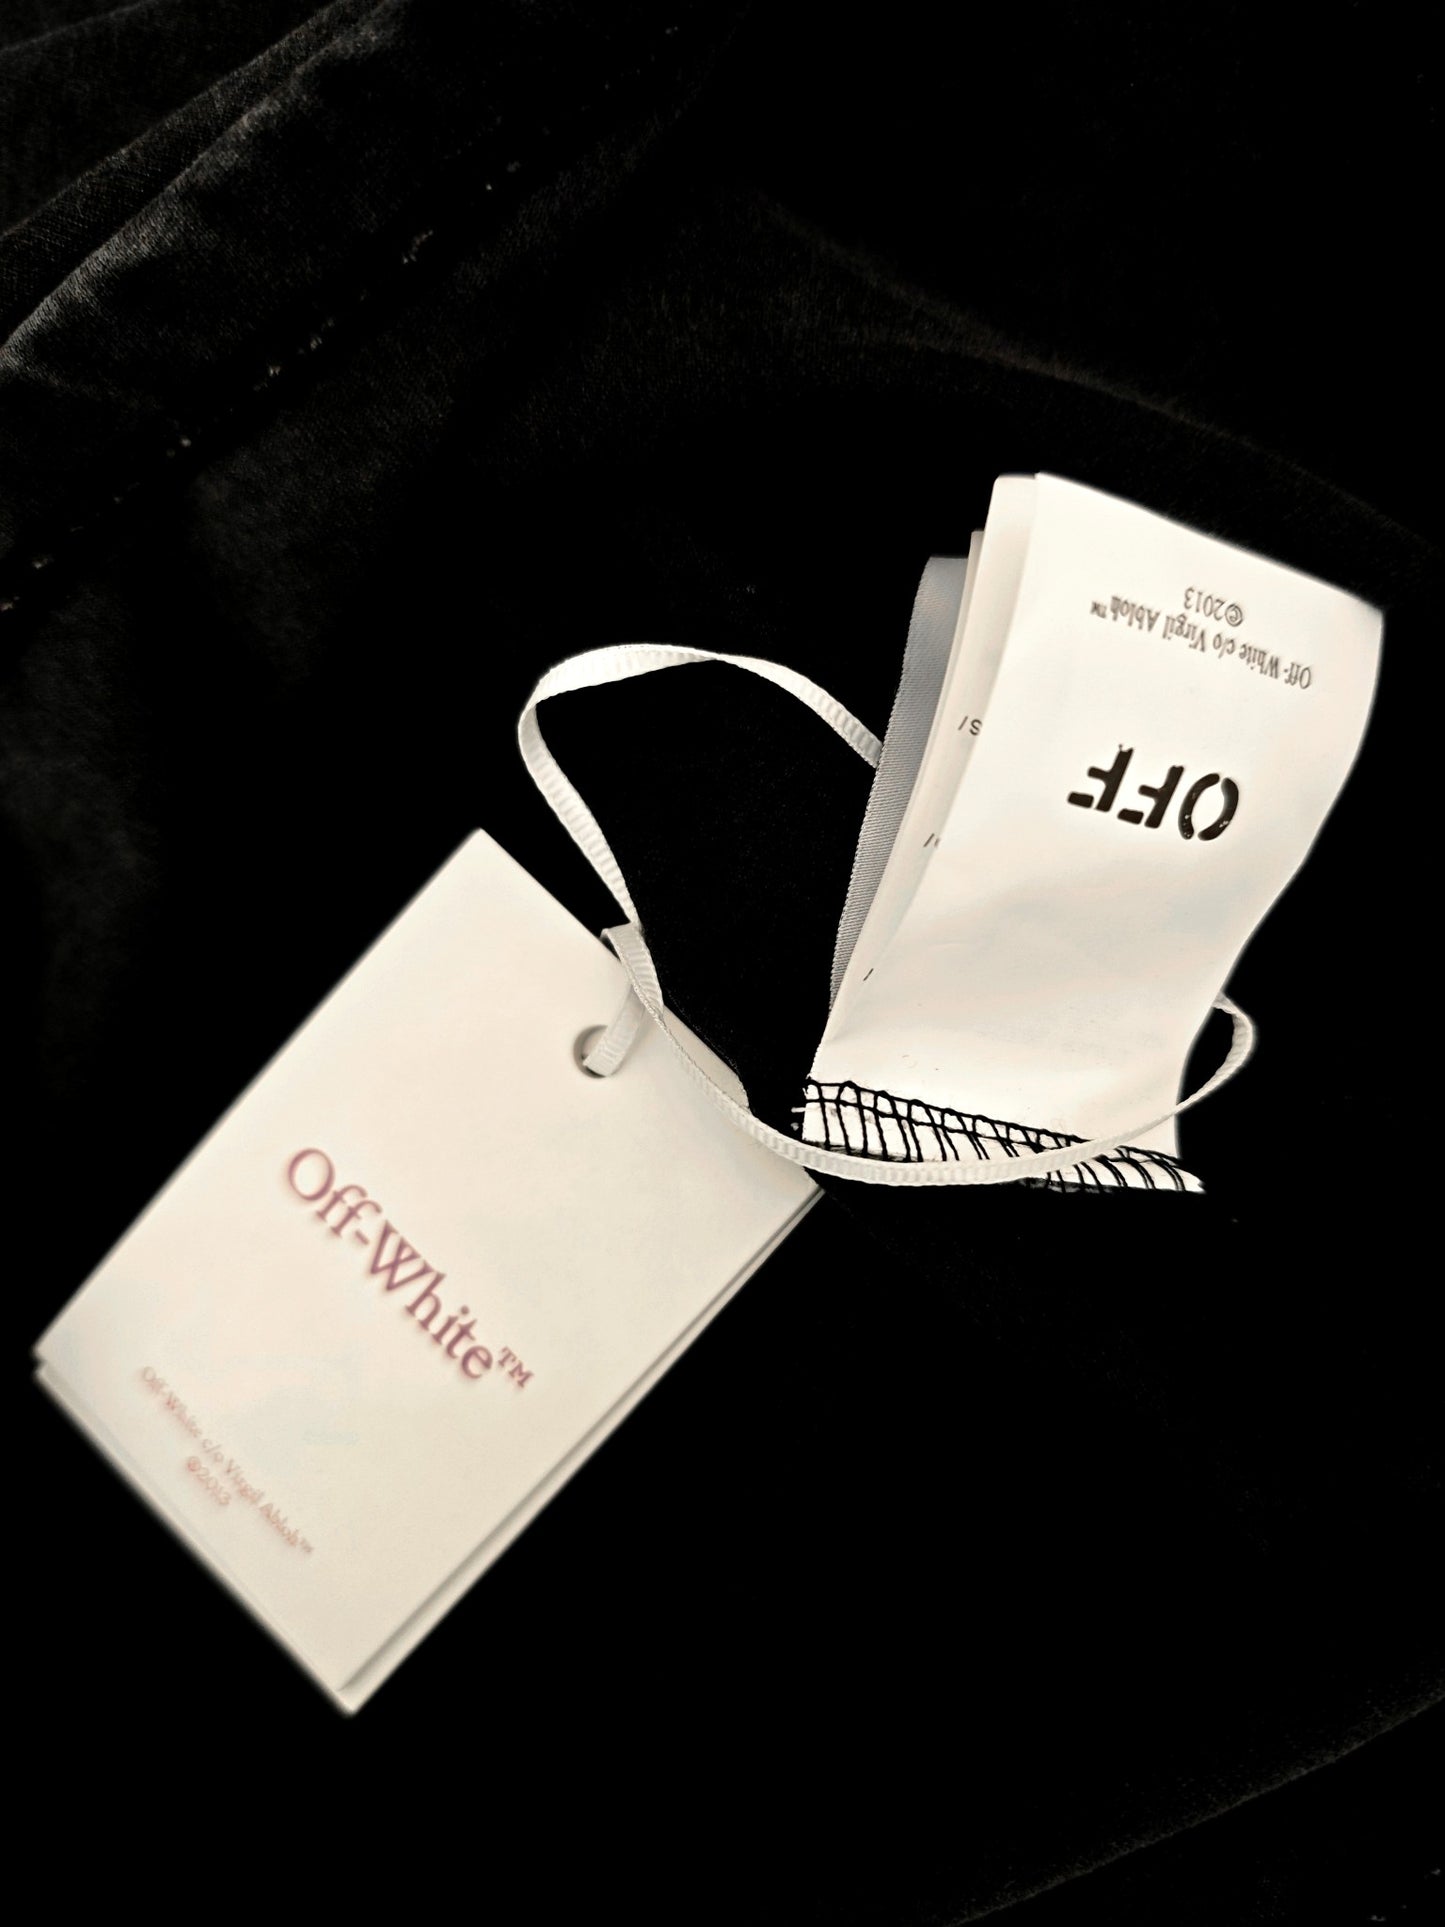 Off-White™
Off-White c/o Virgil Abloh™
©2013
OFF
Off-White c/o Virgil Abloh™
©2013